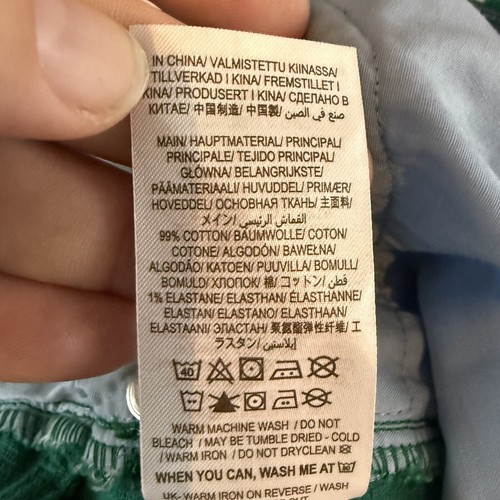 IN CHINA/ VALMISTETTU KIINASSA/
TILLVERKAD I KINA/ FREMSTILLET I
KINA/ PRODUSERT I KINA/ СДЕЛАНО В
КИТАЕ/ 中国制造/ 中国製/ صنع في الصين
MAIN/ HAUPTMATERIAL/ PRINCIPAL/
PRINCIPALE/ TEJIDO PRINCIPAL/
GŁÓWNA/ BELANGRIJKSTE/
PÄÄMATERIAALI/ HUVUDDEL/ PRIMÆR/
HOVEDDEL/ ОСНОВНАЯ ТКАНЬ/ 主面料/
メイン/ القماش الرئيسي/
99% COTTON/ BAUMWOLLE/ COTON/
COTONE/ ALGODÓN/ BAWEŁNA/
ALGODÃO/ KATOEN/ PUUVILLA/ BOMULL/
BOMULD/ ХЛОПОК/ 棉/ コットン/ قطن/
1% ELASTANE/ ELASTHAN/ ÉLASTHANNE/
ELASTAN/ ELASTANO/ ELASTHAAN/
ELASTAANI/ ЭЛАСТАН/ 聚氨酯弹性纤维/ エ
ラスタン/ إيلاستين/
40
WARM MACHINE WASH / DO NOT
BLEACH / MAY BE TUMBLE DRIED - COLD
/ WARM IRON / DO NOT DRYCLEAN
WHEN YOU CAN, WASH ME AT
UK- WARM IRON ON REVERSE / WASH